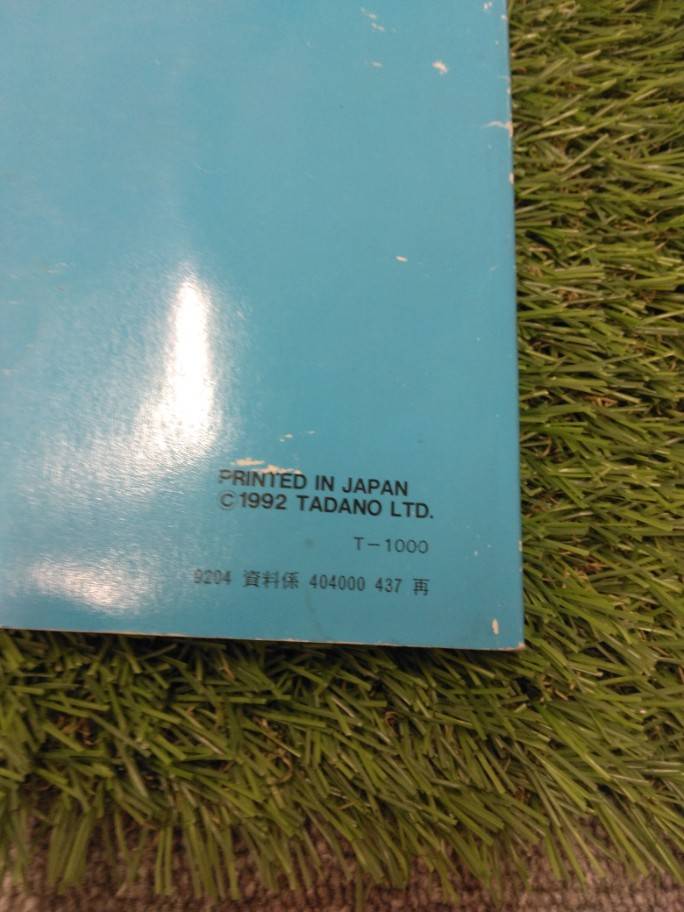 PRINTED IN JAPAN
©1992 TADANO LTD.
T-1000
9204 資料係 404000 437 再